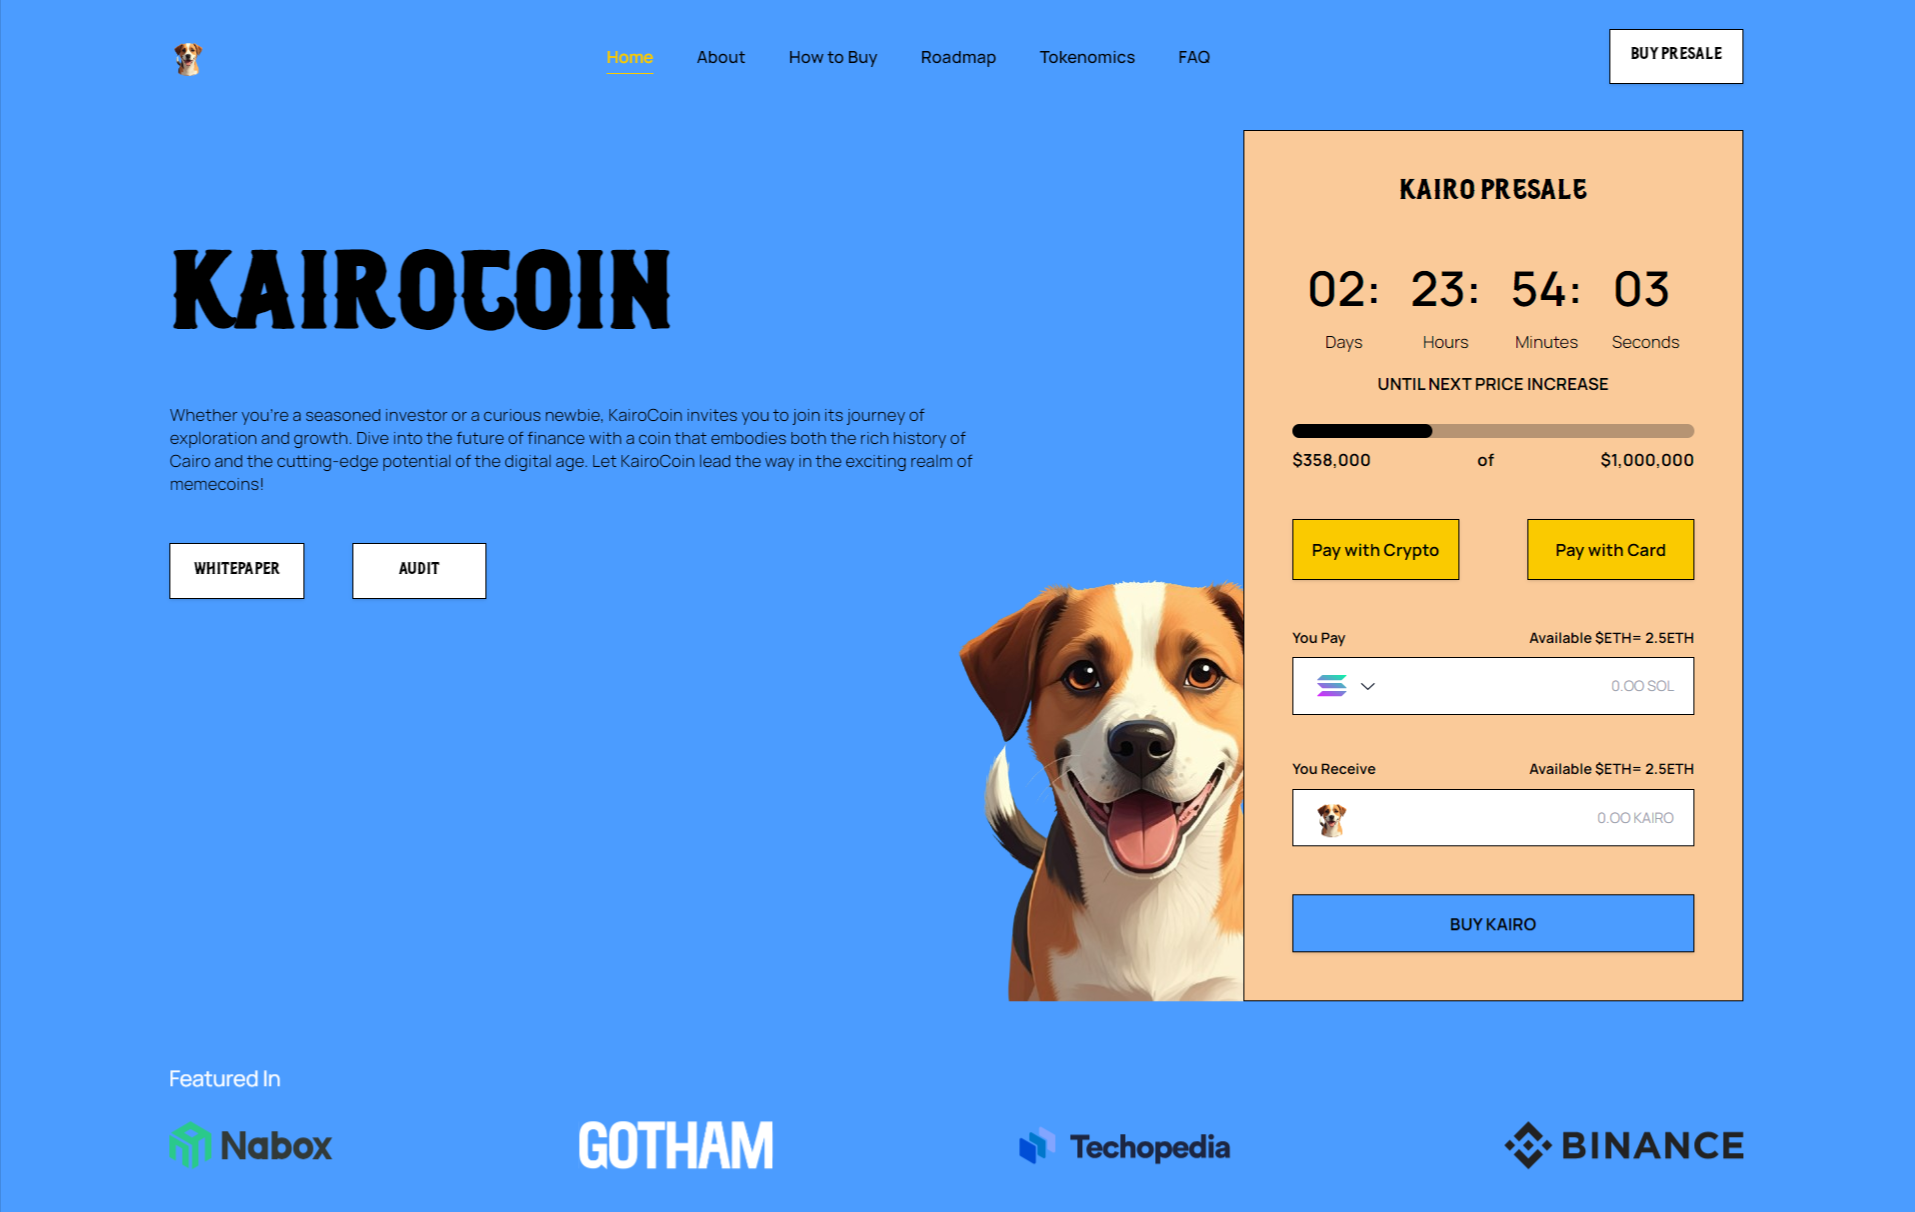 Home
About
How to Buy
Roadmap
Tokenomics
FAQ
BUY PRESALE
KAIROCOIN
Whether you're a seasoned investor or a curious newbie, KairoCoin invites you to join its journey of
exploration and growth. Dive into the future of finance with a coin that embodies both the rich history of
Cairo and the cutting-edge potential of the digital age. Let KairoCoin lead the way in the exciting realm of
memecoins!
WHITEPAPER
AUDIT
KAIRO PRESALE
02: 23: 54: 03
Days Hours Minutes Seconds
UNTIL NEXT PRICE INCREASE
$358,000 of $1,000,000
Pay with Crypto
Pay with Card
You Pay Available $ETH= 2.5ETH
0.00 SOL
You Receive Available $ETH= 2.5ETH
0.00 KAIRO
BUY KAIRO
Featured In
Nabox
GOTHAM
Techopedia
BINANCE